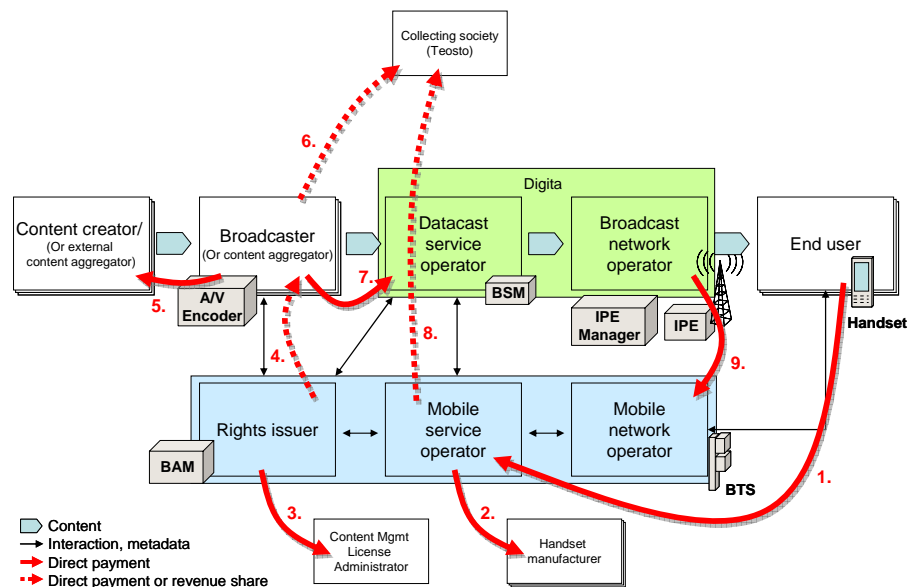 Collecting society
(Teosto)
6.
Digita
Content creator/
(Or external
content aggregator)
Broadcaster
(Or content aggregator)
Datacast
service
operator
Broadcast
network
operator
End user
5.
A/V
Encoder
7.
BSM
IPE
Manager
IPE
Handset
4.
8.
9.
Rights issuer
Mobile
service
operator
Mobile
network
operator
BAM
BTS
1.
3.
2.
Content Mgmt
License
Administrator
Handset
manufacturer
Content
Interaction, metadata
Direct payment
Direct payment or revenue share